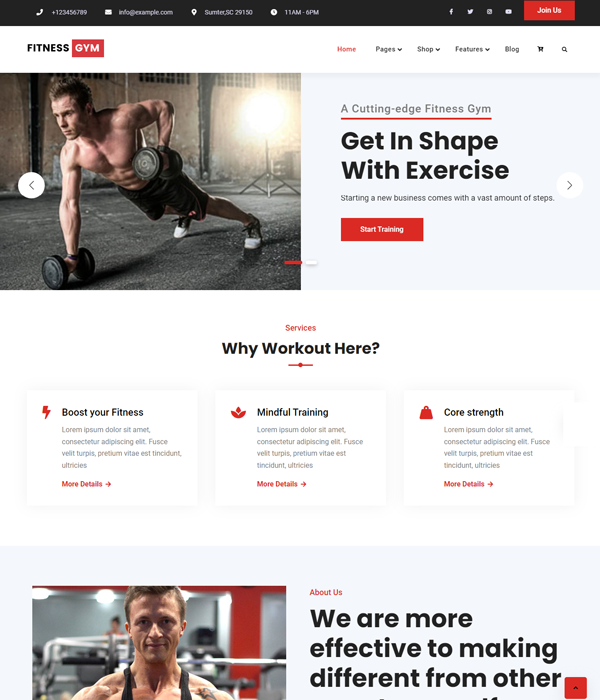 +123456789 info@example.com Sumter,SC 29150 11AM - 6PM Join Us
FITNESS GYM Home Pages Shop Features Blog
A Cutting-edge Fitness Gym
Get In Shape
With Exercise
Starting a new business comes with a vast amount of steps.
Start Training
Services
Why Workout Here?
Boost your Fitness
Lorem ipsum dolor sit amet,
consectetur adipiscing elit. Fusce
velit turpis, pretium vitae est tincidunt,
ultricies
More Details
Mindful Training
Lorem ipsum dolor sit amet,
consectetur adipiscing elit. Fusce
velit turpis, pretium vitae est
tincidunt, ultricies
More Details
Core strength
Lorem ipsum dolor sit amet,
consectetur adipiscing elit. Fusce
velit turpis, pretium vitae est
tincidunt, ultricies
More Details
About Us
We are more
effective to making
different from other